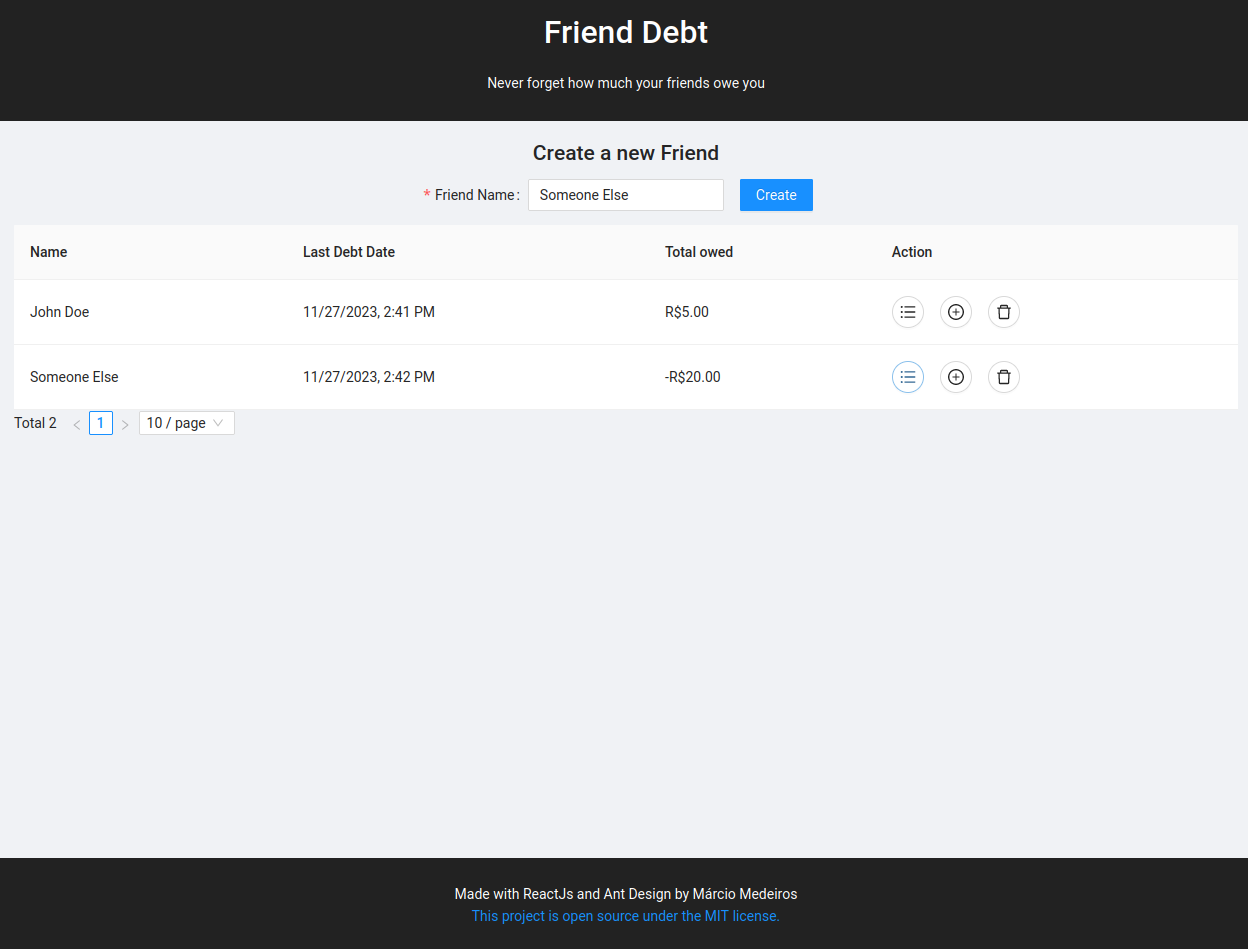 Friend Debt
Never forget how much your friends owe you
Create a new Friend
* Friend Name : Someone Else Create
Name Last Debt Date Total owed Action
John Doe 11/27/2023, 2:41 PM R$5.00
Someone Else 11/27/2023, 2:42 PM -R$20.00
Total 2 < 1 > 10 / page
Made with ReactJs and Ant Design by Márcio Medeiros
This project is open source under the MIT license.